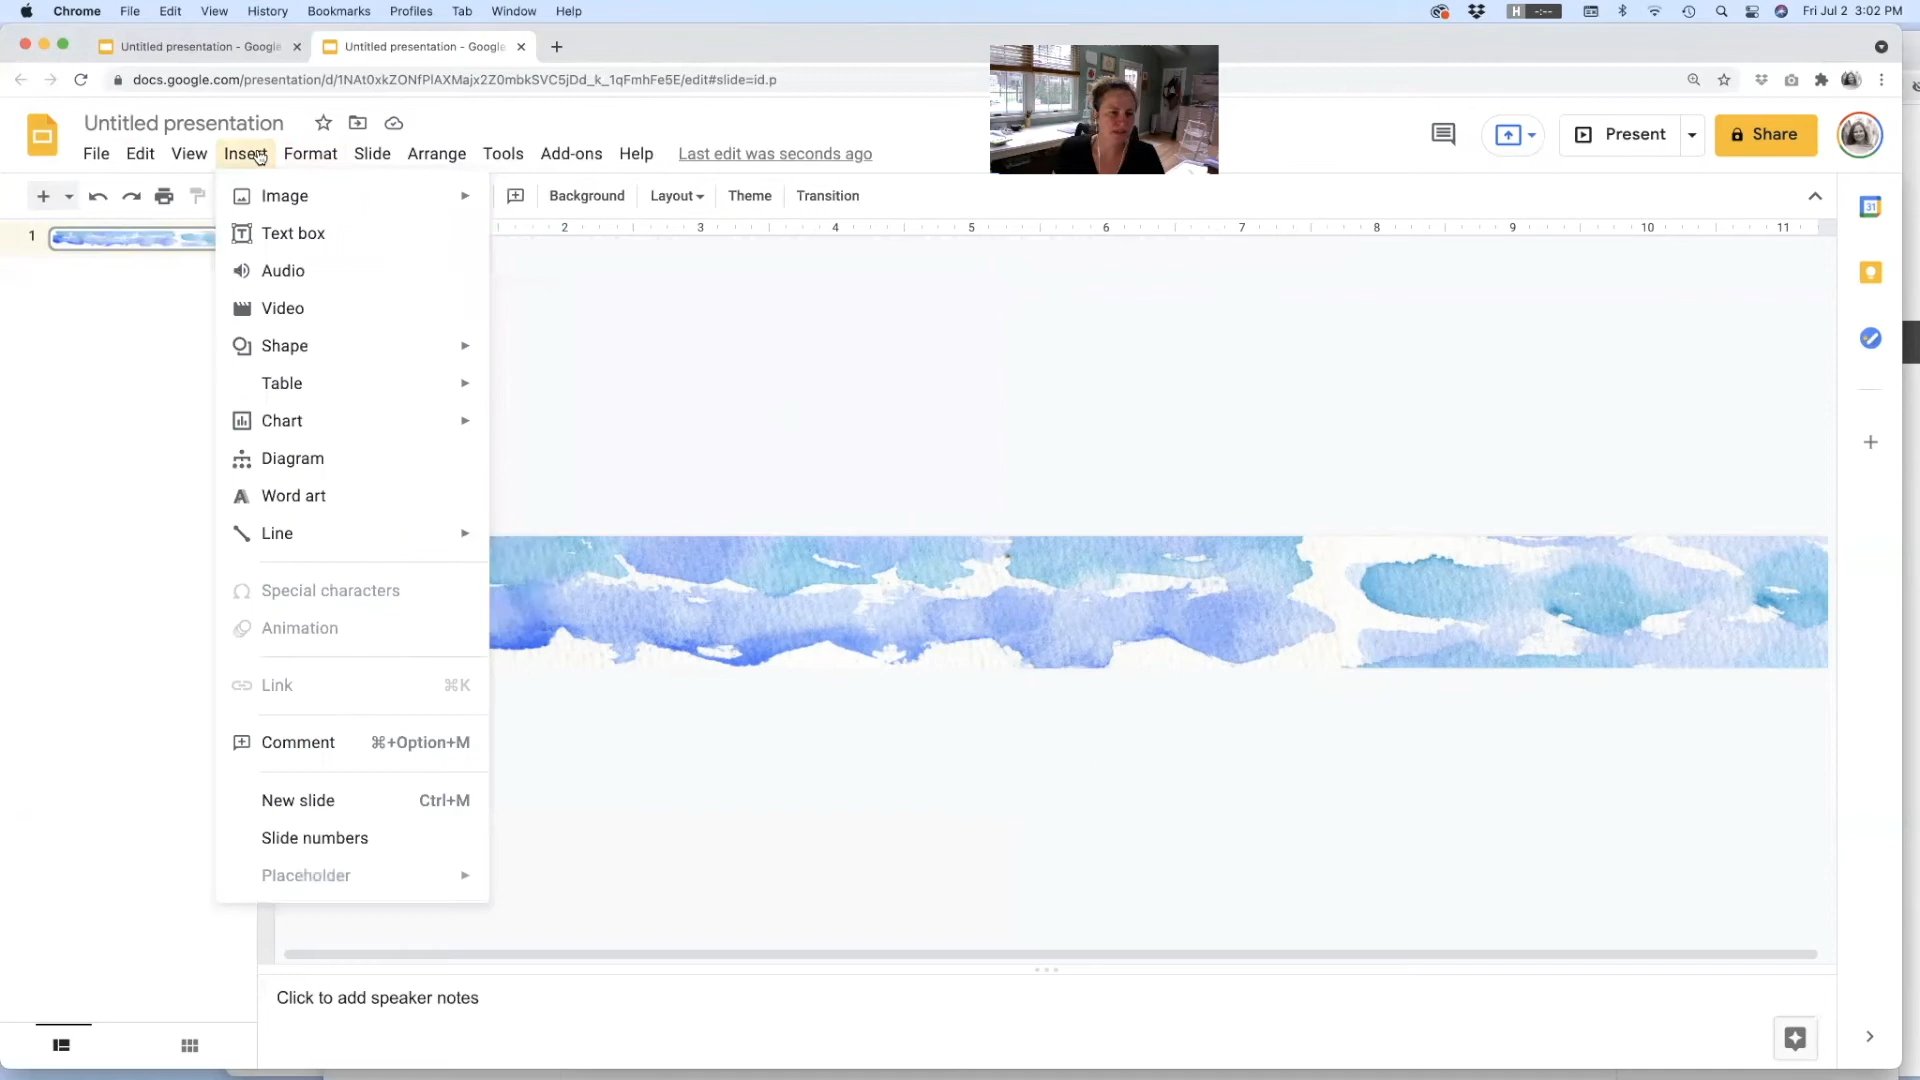 Chrome File Edit View History Bookmarks Profiles Tab Window Help
H -:-- Fri Jul 2 3:02 PM
Untitled presentation - Google
Untitled presentation - Google
docs.google.com/presentation/d/1NAt0xkZONfPlAXMajx2Z0mbkSVC5jDd_k_1qFmhFe5E/edit#slide=id.p
Untitled presentation
Present
Share
File Edit View Insert Format Slide Arrange Tools Add-ons Help Last edit was seconds ago
Background Layout Theme Transition
2 3 4 5 6 7 8 9 10 11
1
31
Image
Text box
Audio
Video
Shape
Table
Chart
Diagram
Word art
Line
Special characters
Animation
Link ⌘K
Comment ⌘+Option+M
New slide Ctrl+M
Slide numbers
Placeholder
Click to add speaker notes